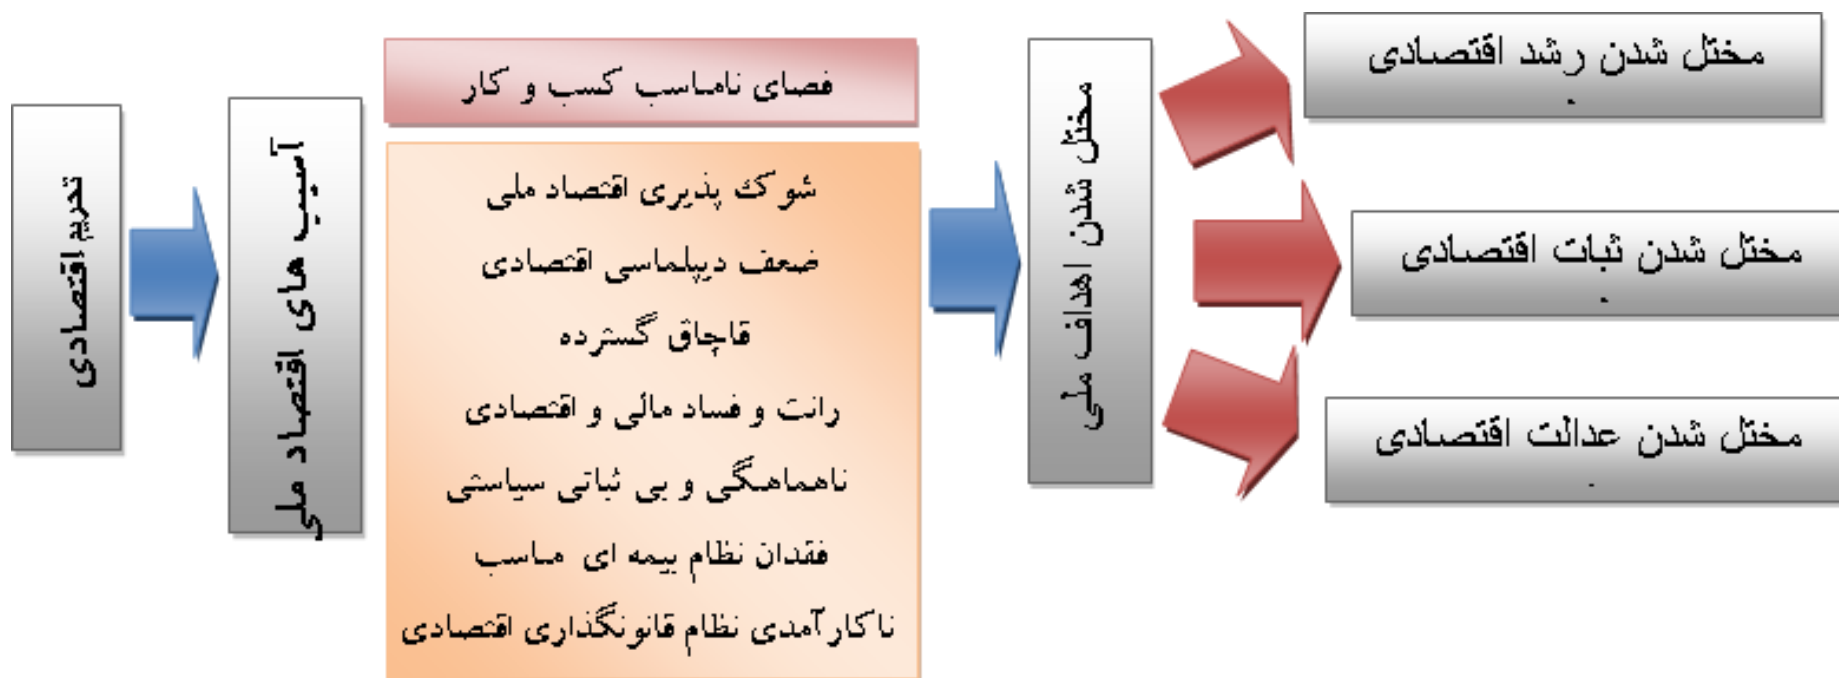 تحریم اقتصادی
آسیب های اقتصاد ملی
فضای نامناسب کسب و کار
شوک پذیری اقتصاد ملی
ضعف دیپلماسی اقتصادی
قاچاق گسترده
رانت و فساد مالی و اقتصادی
ناهماهنگی و بی ثباتی سیاستی
فقدان نظام بیمه ای مناسب
ناکارآمدی نظام قانونگذاری اقتصادی
مختل شدن اهداف ملی
مختل شدن رشد اقتصادی
.
مختل شدن ثبات اقتصادی
.
مختل شدن عدالت اقتصادی
.